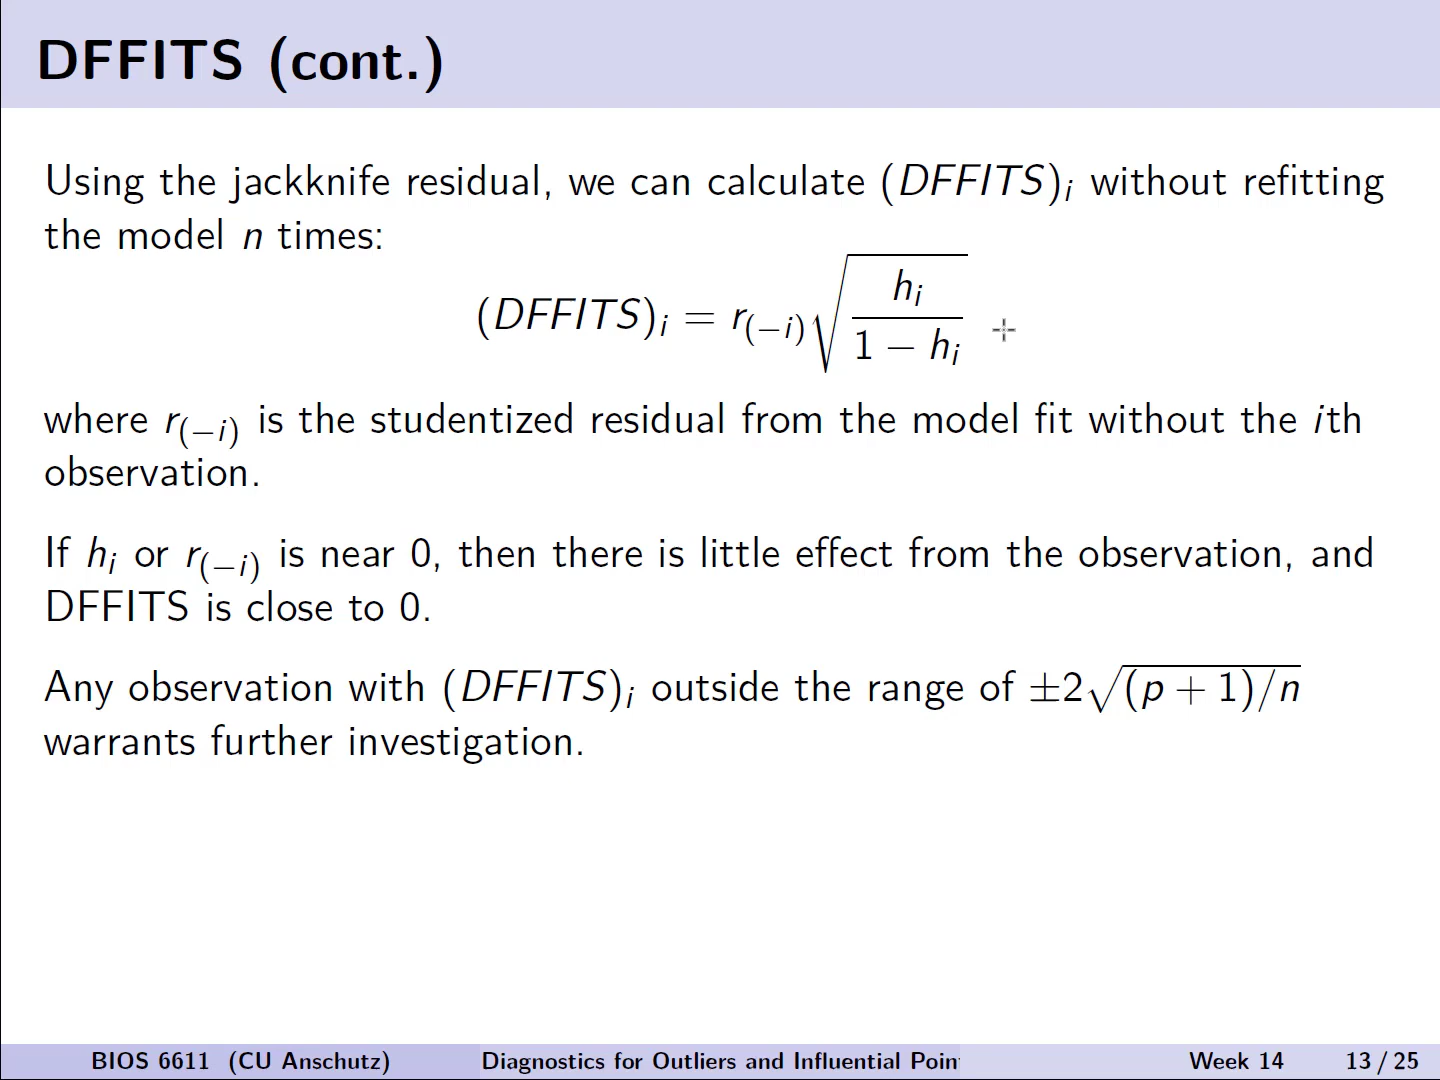 DFFITS (cont.)
Using the jackknife residual, we can calculate (DFFITS)ᵢ without refitting
the model n times:
(DFFITS)ᵢ = r₍₋ᵢ₎ √(hᵢ / (1 − hᵢ))
where r₍₋ᵢ₎ is the studentized residual from the model fit without the ith
observation.
If hᵢ or r₍₋ᵢ₎ is near 0, then there is little effect from the observation, and
DFFITS is close to 0.
Any observation with (DFFITS)ᵢ outside the range of ±2√(p + 1)/n
warrants further investigation.
BIOS 6611 (CU Anschutz) Diagnostics for Outliers and Influential Poin Week 14 13 / 25